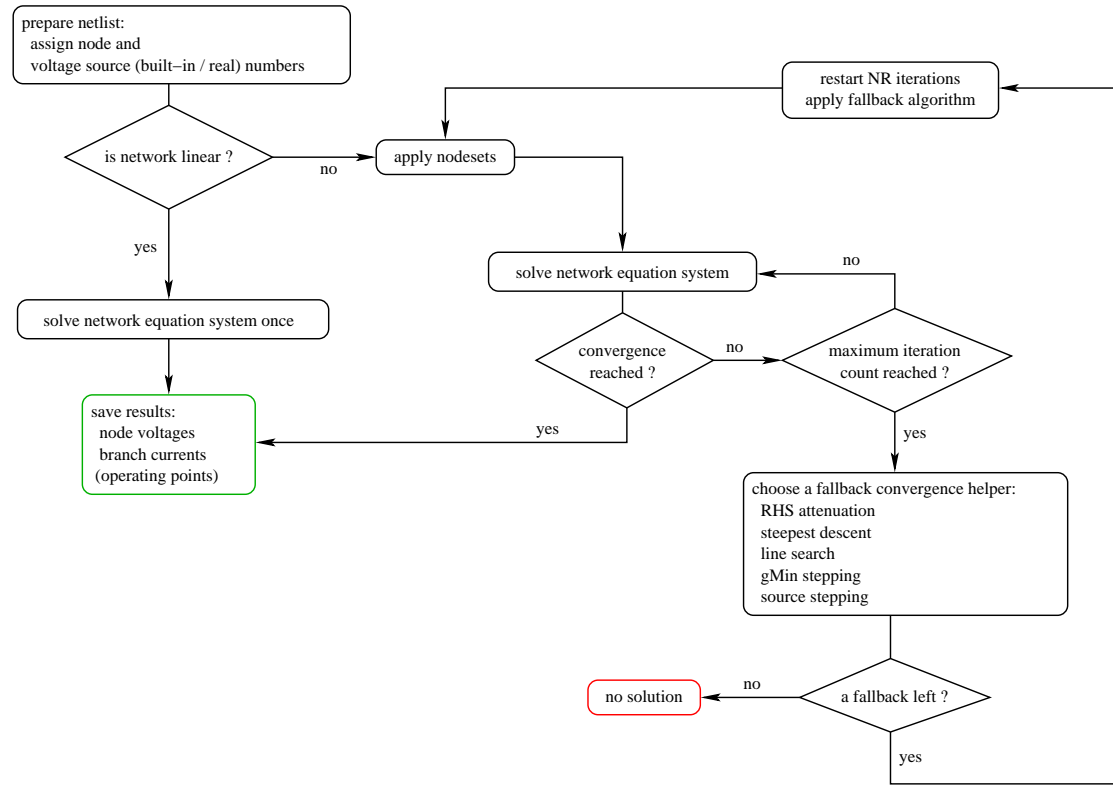 prepare netlist:
assign node and
voltage source (built−in / real) numbers
restart NR iterations
apply fallback algorithm
is network linear ?
no
apply nodesets
yes
solve network equation system
no
solve network equation system once
convergence
reached ?
no
maximum iteration
count reached ?
save results:
node voltages
branch currents
(operating points)
yes
yes
choose a fallback convergence helper:
RHS attenuation
steepest descent
line search
gMin stepping
source stepping
no solution
no
a fallback left ?
yes